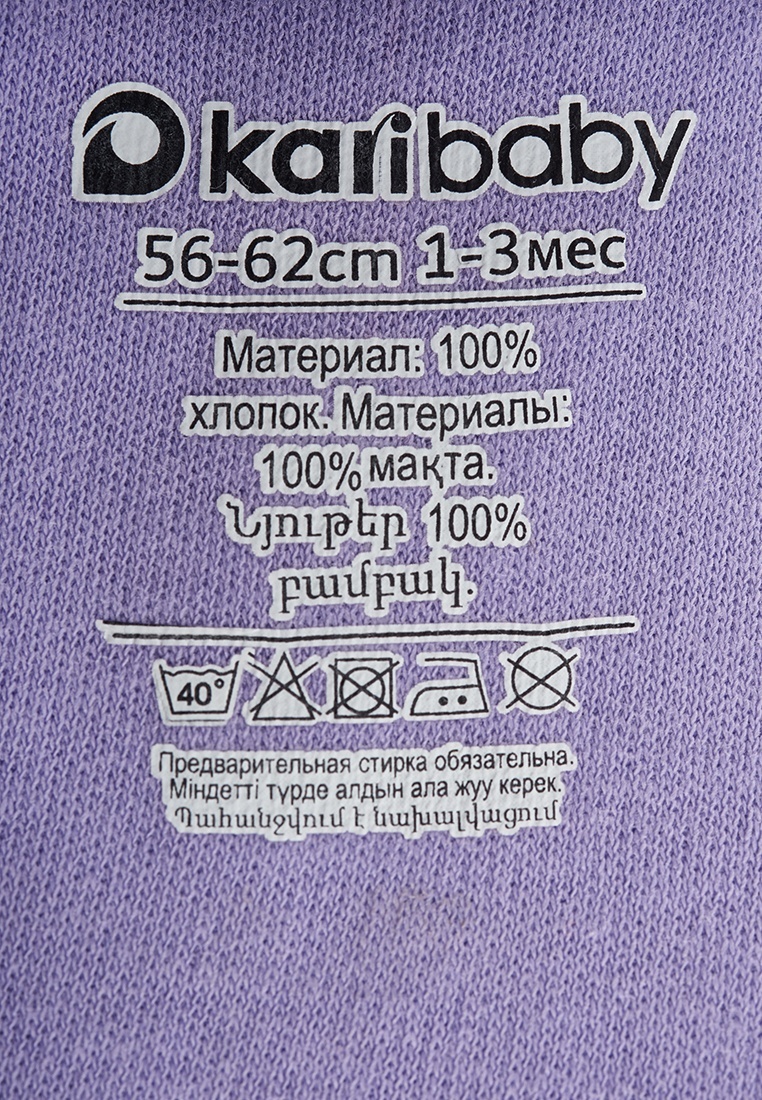 karibaby
56-62cm 1-3мес
Материал: 100%
хлопок. Материалы:
100% мақта.
Նյութեր 100%
բամբակ.
40°
Предварительная стирка обязательна.
Міндетті түрде алдын ала жуу керек.
Պահանջվում է նախալվացում